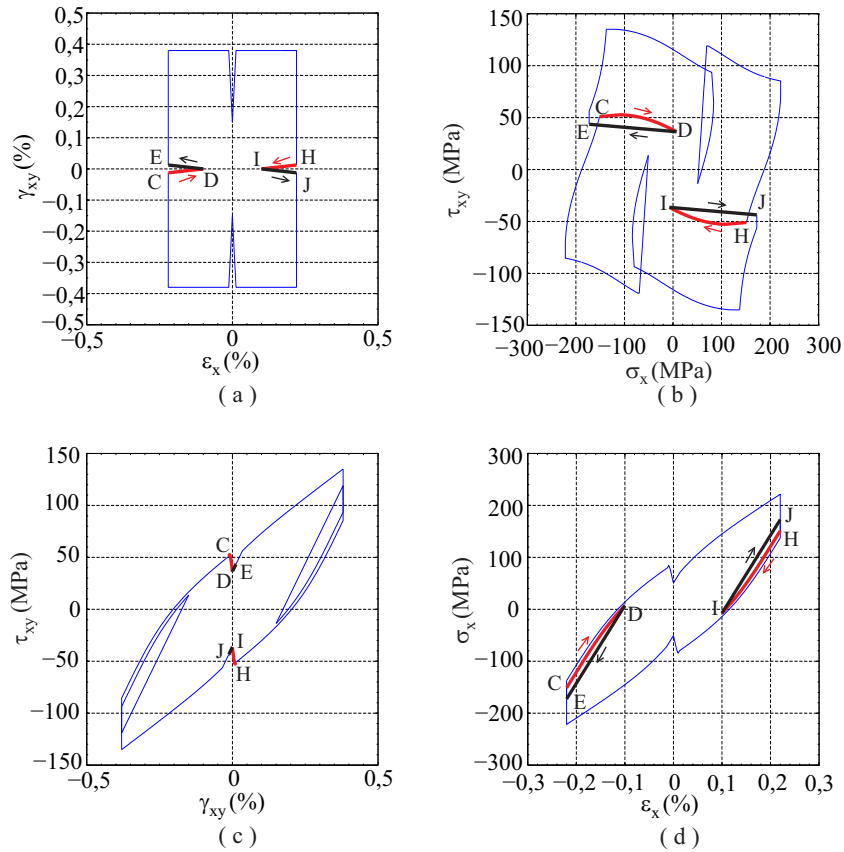 0,5
0,4
0,3
0,2
0,1
0
−0,1
−0,2
−0,3
−0,4
−0,5
γxy(%)
E
C
D
I
H
J
−0,5
0
0,5
εx(%)
( a )
150
100
50
0
−50
−100
−150
τxy (MPa)
C
E
D
I
J
H
−300
−200
−100
0
100
200
300
σx(MPa)
( b )
150
100
50
0
−50
−100
−150
τxy(MPa)
C
D
E
J
I
H
−0,5
0
0,5
γxy(%)
( c )
300
200
100
0
−100
−200
−300
σx(MPa)
J
H
I
D
C
E
−0,3
−0,2
−0,1
0
0,1
0,2
0,3
εx(%)
( d )